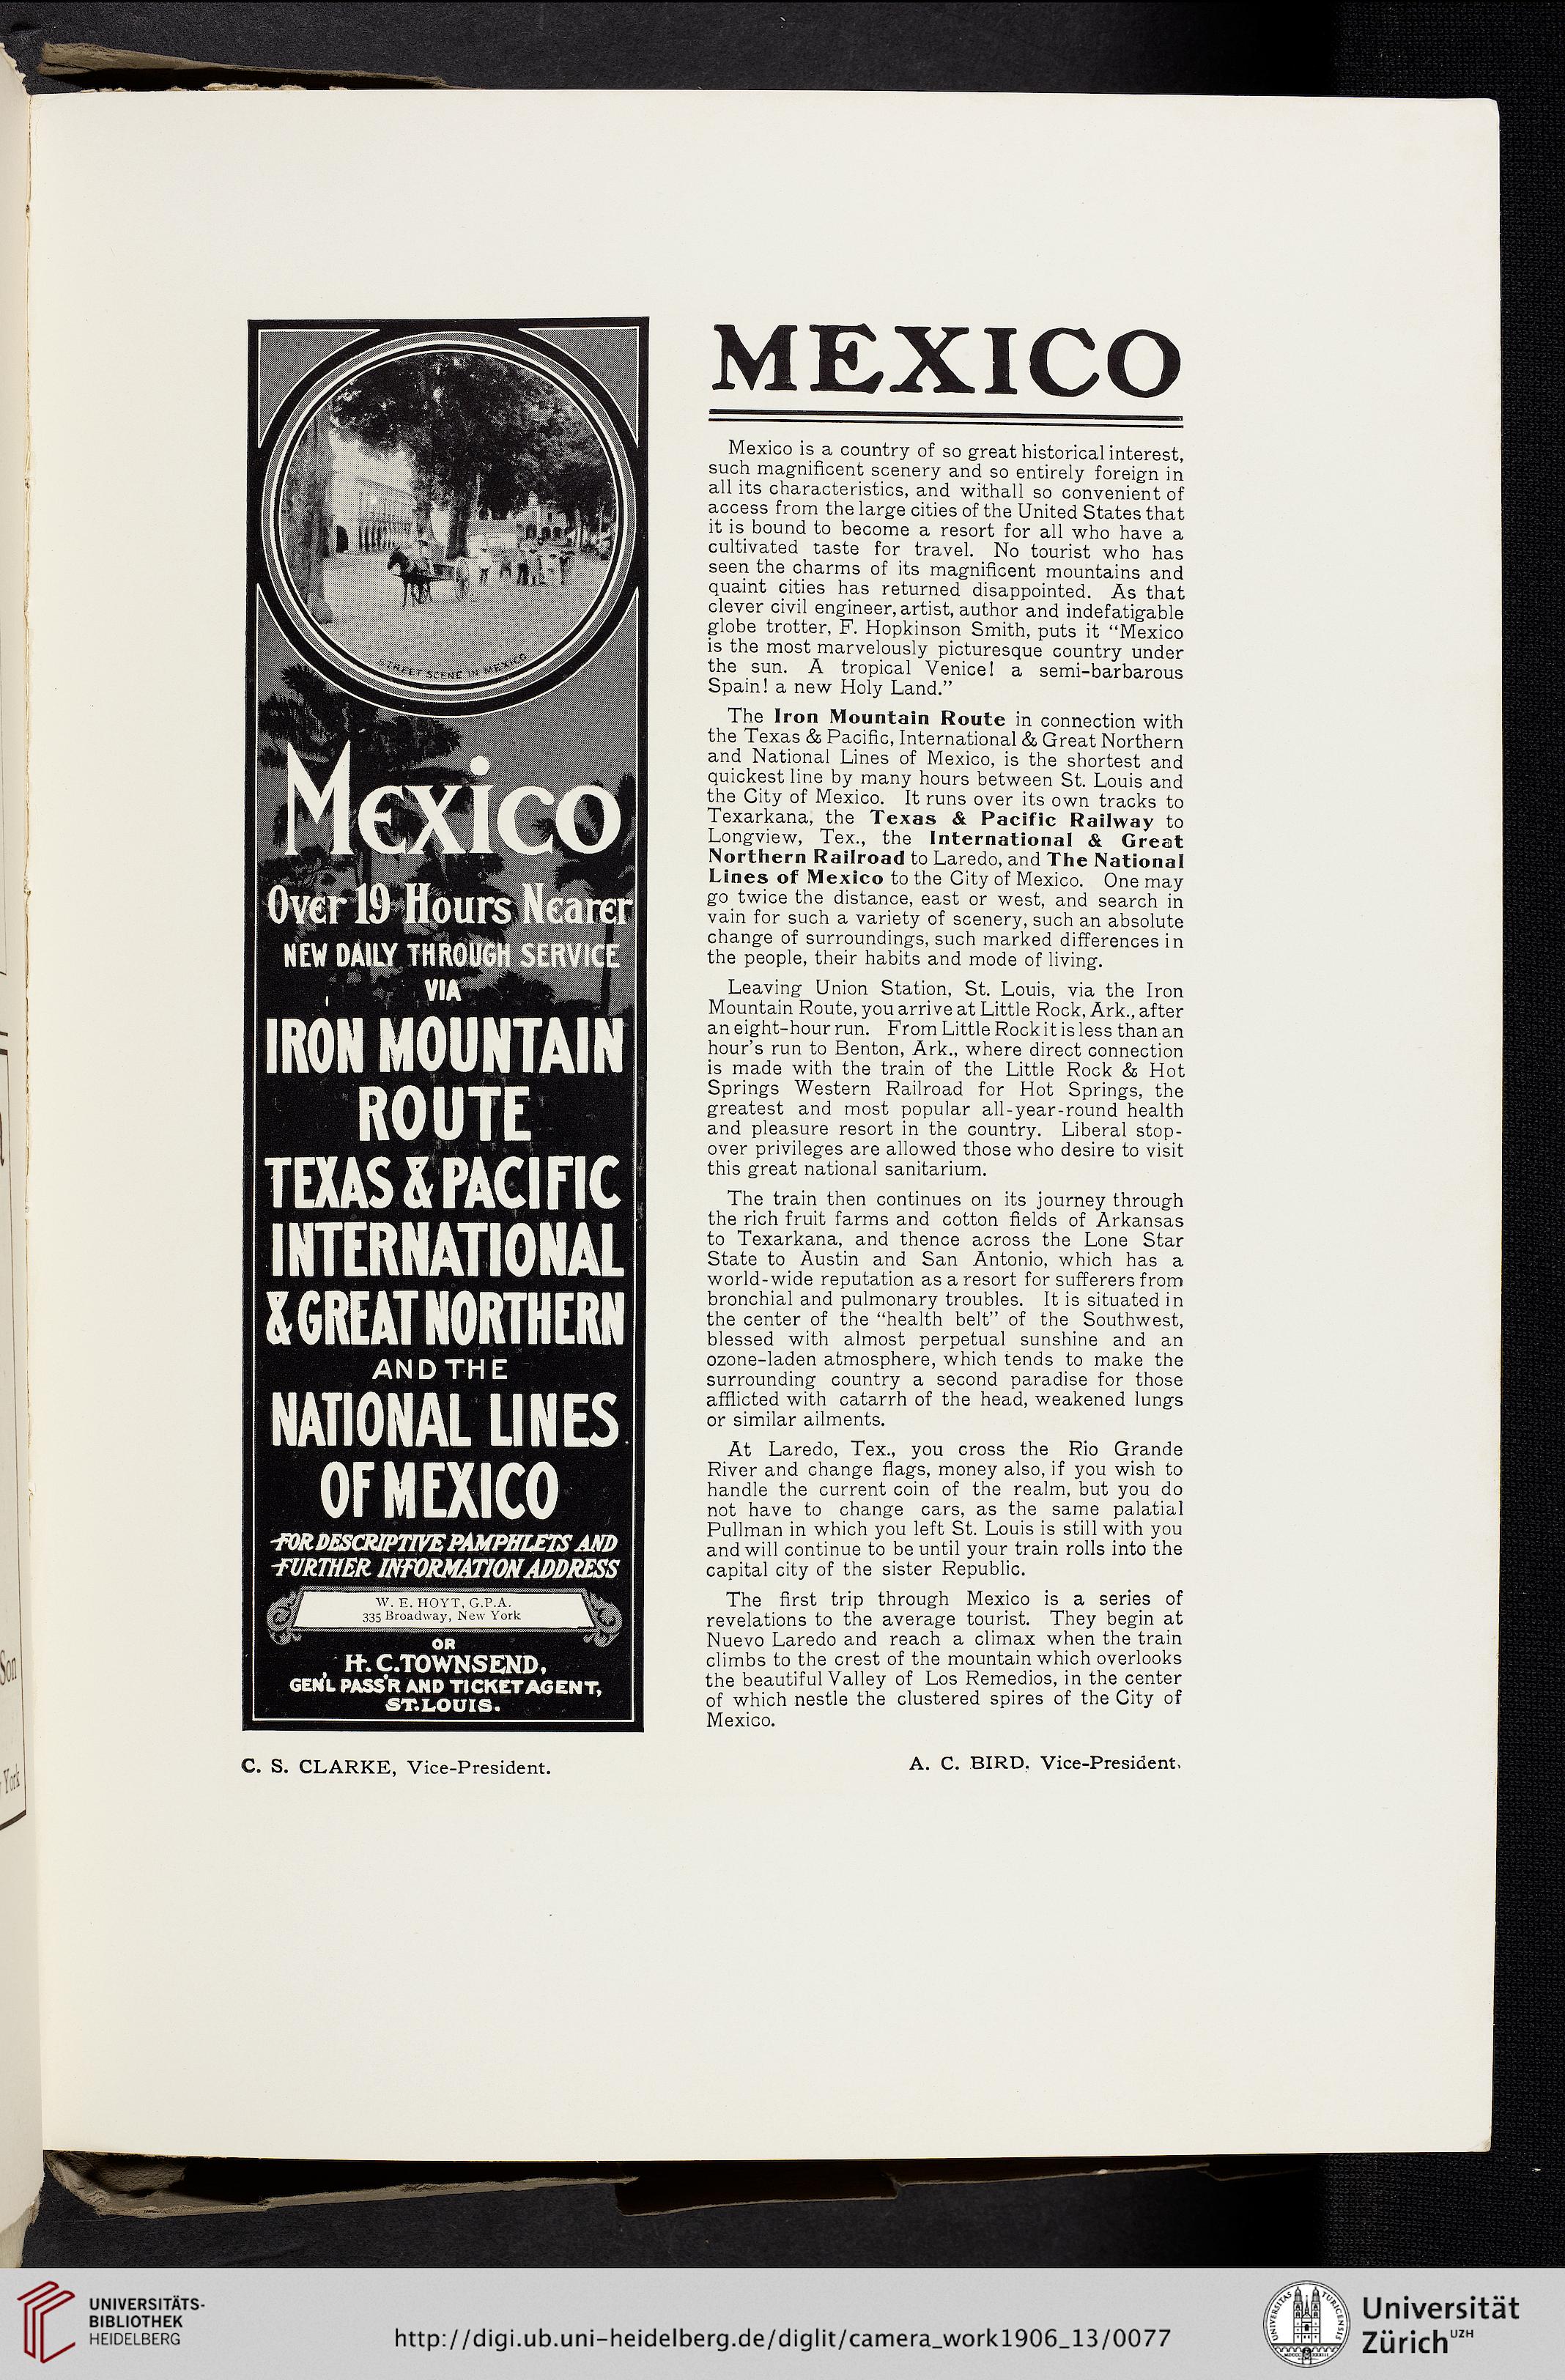 STREET SCENE IN MEXICO
Mexico
Over 19 Hours Nearer
NEW DAILY THROUGH SERVICE
VIA
IRON MOUNTAIN
ROUTE
TEXAS & PACIFIC
INTERNATIONAL
& GREAT NORTHERN
AND THE
NATIONAL LINES
OF MEXICO
FOR DESCRIPTIVE PAMPHLETS AND
FURTHER INFORMATION ADDRESS
W. E. HOYT, G.P.A.
335 Broadway, New York
OR
H. C. TOWNSEND,
GEN'L PASS'R AND TICKET AGENT,
ST. LOUIS.
C. S. CLARKE, Vice-President.
MEXICO
Mexico is a country of so great historical interest,
such magnificent scenery and so entirely foreign in
all its characteristics, and withall so convenient of
access from the large cities of the United States that
it is bound to become a resort for all who have a
cultivated taste for travel. No tourist who has
seen the charms of its magnificent mountains and
quaint cities has returned disappointed. As that
clever civil engineer, artist, author and indefatigable
globe trotter, F. Hopkinson Smith, puts it “Mexico
is the most marvelously picturesque country under
the sun. A tropical Venice! a semi-barbarous
Spain! a new Holy Land.”
The Iron Mountain Route in connection with
the Texas & Pacific, International & Great Northern
and National Lines of Mexico, is the shortest and
quickest line by many hours between St. Louis and
the City of Mexico. It runs over its own tracks to
Texarkana, the Texas & Pacific Railway to
Longview, Tex., the International & Great
Northern Railroad to Laredo, and The National
Lines of Mexico to the City of Mexico. One may
go twice the distance, east or west, and search in
vain for such a variety of scenery, such an absolute
change of surroundings, such marked differences in
the people, their habits and mode of living.
Leaving Union Station, St. Louis, via the Iron
Mountain Route, you arrive at Little Rock, Ark., after
an eight-hour run. From Little Rock it is less than an
hour's run to Benton, Ark., where direct connection
is made with the train of the Little Rock & Hot
Springs Western Railroad for Hot Springs, the
greatest and most popular all-year-round health
and pleasure resort in the country. Liberal stop-
over privileges are allowed those who desire to visit
this great national sanitarium.
The train then continues on its journey through
the rich fruit farms and cotton fields of Arkansas
to Texarkana, and thence across the Lone Star
State to Austin and San Antonio, which has a
world-wide reputation as a resort for sufferers from
bronchial and pulmonary troubles. It is situated in
the center of the “health belt” of the Southwest,
blessed with almost perpetual sunshine and an
ozone-laden atmosphere, which tends to make the
surrounding country a second paradise for those
afflicted with catarrh of the head, weakened lungs
or similar ailments.
At Laredo, Tex., you cross the Rio Grande
River and change flags, money also, if you wish to
handle the current coin of the realm, but you do
not have to change cars, as the same palatial
Pullman in which you left St. Louis is still with you
and will continue to be until your train rolls into the
capital city of the sister Republic.
The first trip through Mexico is a series of
revelations to the average tourist. They begin at
Nuevo Laredo and reach a climax when the train
climbs to the crest of the mountain which overlooks
the beautiful Valley of Los Remedios, in the center
of which nestle the clustered spires of the City of
Mexico.
A. C. BIRD, Vice-President.
Son
York
UNIVERSITÄTS-
BIBLIOTHEK
HEIDELBERG
http://digi.ub.uni-heidelberg.de/diglit/camera_work1906_13/0077
Universität
Zürich UZH